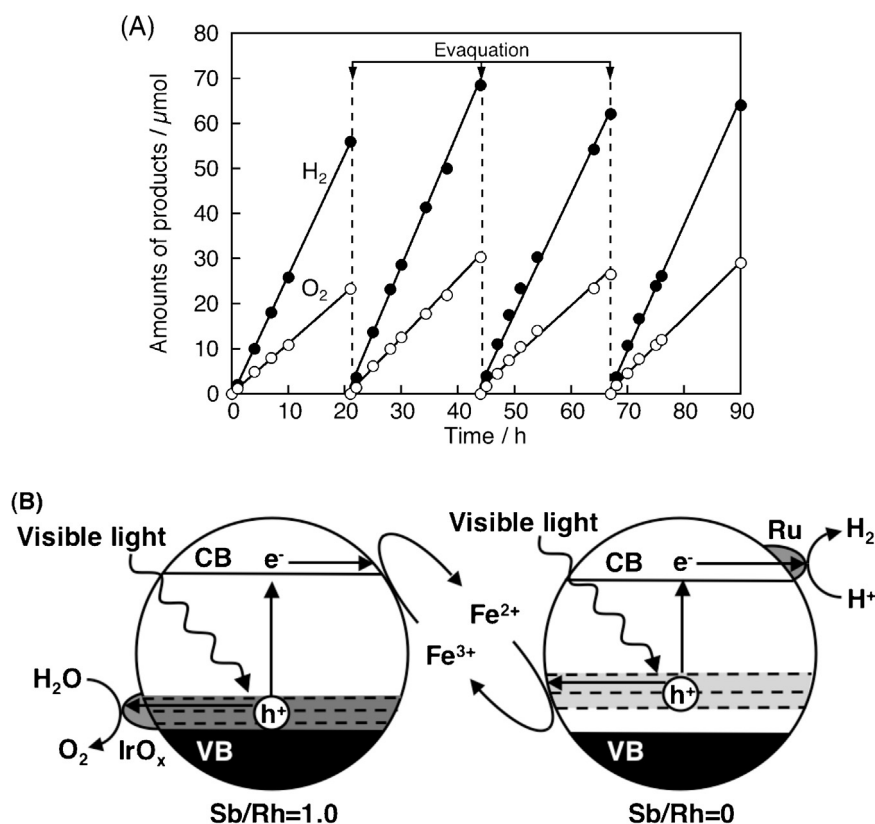 (A)
80
70
60
50
40
30
20
10
0
Amounts of products / μmol
Evaquation
H2
O2
0 10 20 30 40 50 60 70 80 90
Time / h
(B)
Visible light
CB e-
Fe2+
Fe3+
H2O
O2
IrOx
h+
VB
Sb/Rh=1.0
Visible light
CB e-
Ru
H2
H+
h+
VB
Sb/Rh=0